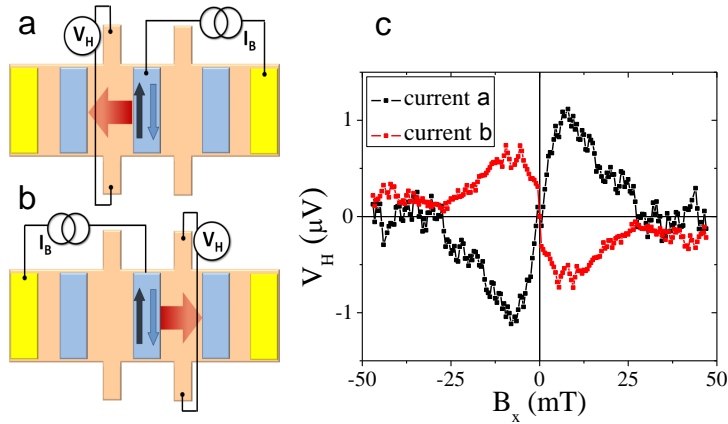 a
V_H
I_B
b
I_B
V_H
c
current a
current b
1
0
-1
V_H (μV)
-50 -25 0 25 50
B_x (mT)